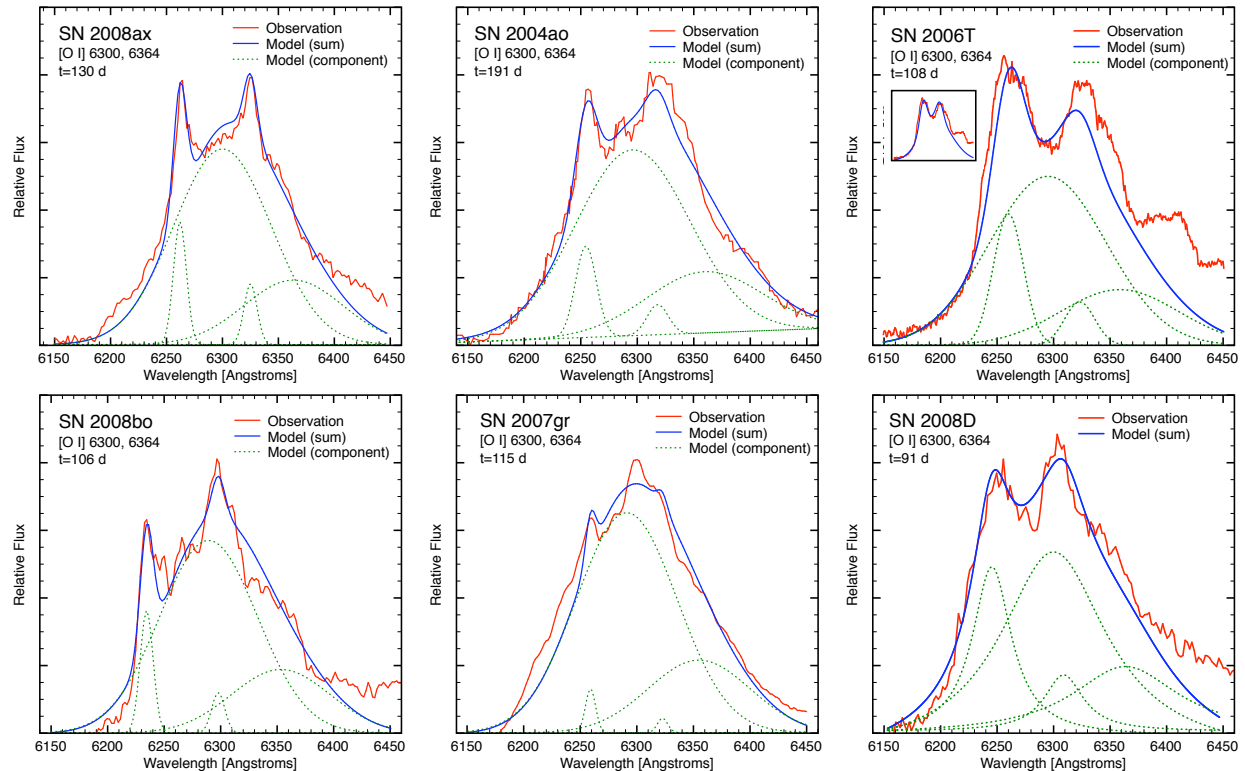 SN 2008ax
[O I] 6300, 6364
t=130 d
Observation
Model (sum)
Model (component)
Relative Flux
6150 6200 6250 6300 6350 6400 6450
Wavelength [Angstroms]
SN 2004ao
[O I] 6300, 6364
t=191 d
Observation
Model (sum)
Model (component)
Relative Flux
6150 6200 6250 6300 6350 6400 6450
Wavelength [Angstroms]
SN 2006T
[O I] 6300, 6364
t=108 d
Observation
Model (sum)
Model (component)
Relative Flux
6150 6200 6250 6300 6350 6400 6450
Wavelength [Angstroms]
SN 2008bo
[O I] 6300, 6364
t=106 d
Observation
Model (sum)
Model (component)
Relative Flux
6150 6200 6250 6300 6350 6400 6450
Wavelength [Angstroms]
SN 2007gr
[O I] 6300, 6364
t=115 d
Observation
Model (sum)
Model (component)
Relative Flux
6150 6200 6250 6300 6350 6400 6450
Wavelength [Angstroms]
SN 2008D
[O I] 6300, 6364
t=91 d
Observation
Model (sum)
Relative Flux
6150 6200 6250 6300 6350 6400 6450
Wavelength [Angstroms]